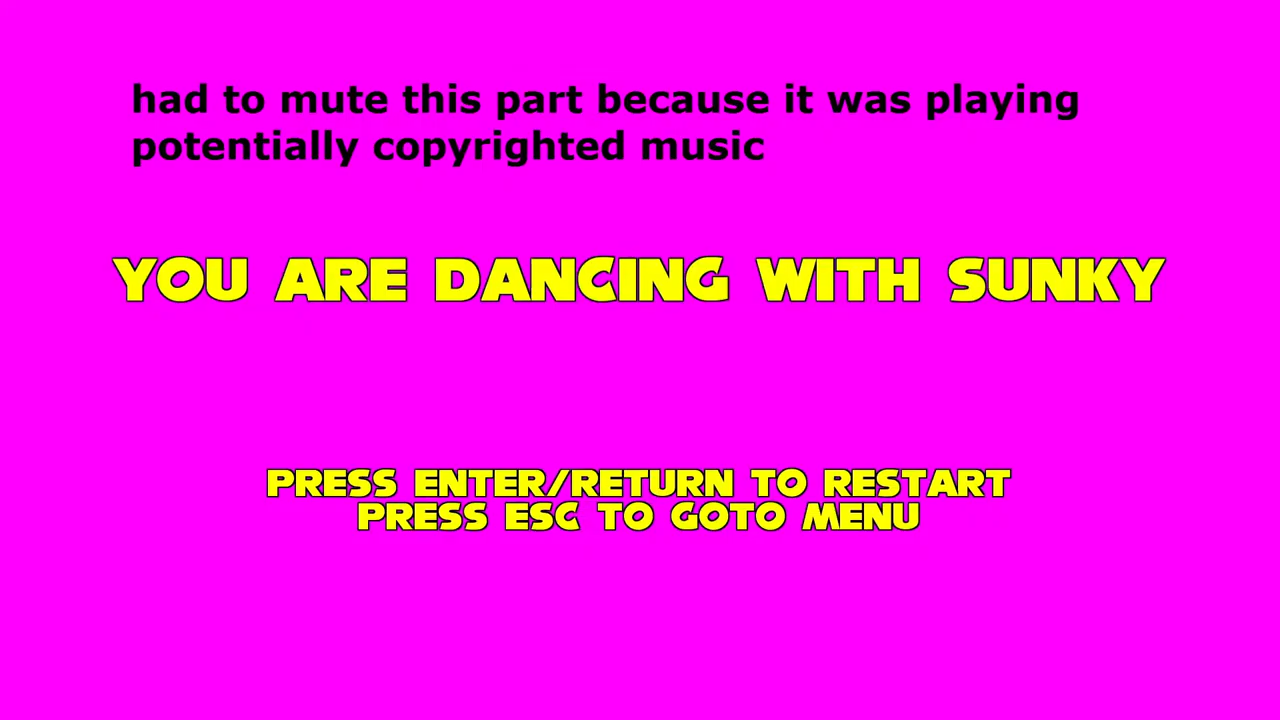 had to mute this part because it was playing
potentially copyrighted music
YOU ARE DANCING WITH SUNKY
PRESS ENTER/RETURN TO RESTART
PRESS ESC TO GOTO MENU